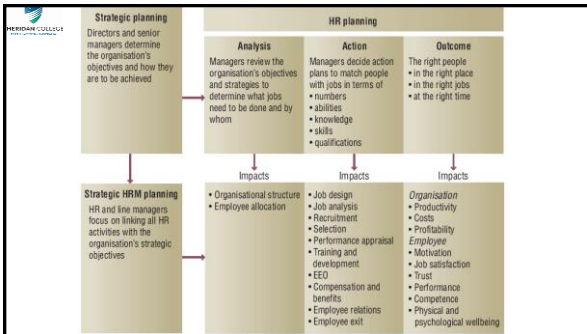 MERIDIAN COLLEGE
Strategic planning
Directors and senior
managers determine
the organisation's
objectives and how they
are to be achieved
HR planning
Analysis
Managers review the
organisation's objectives
and strategies to
determine what jobs
need to be done and by
whom
Action
Managers decide action
plans to match people
with jobs in terms of
• numbers
• abilities
• knowledge
• skills
• qualifications
Outcome
The right people
• in the right place
• in the right jobs
• at the right time
Strategic HRM planning
HR and line managers
focus on linking all HR
activities with the
organisation's strategic
objectives
Impacts
• Organisational structure
• Employee allocation
Impacts
• Job design
• Job analysis
• Recruitment
• Selection
• Performance appraisal
• Training and
development
• EEO
• Compensation and
benefits
• Employee relations
• Employee exit
Impacts
Organisation
• Productivity
• Costs
• Profitability
Employee
• Motivation
• Job satisfaction
• Trust
• Performance
• Competence
• Physical and
psychological wellbeing